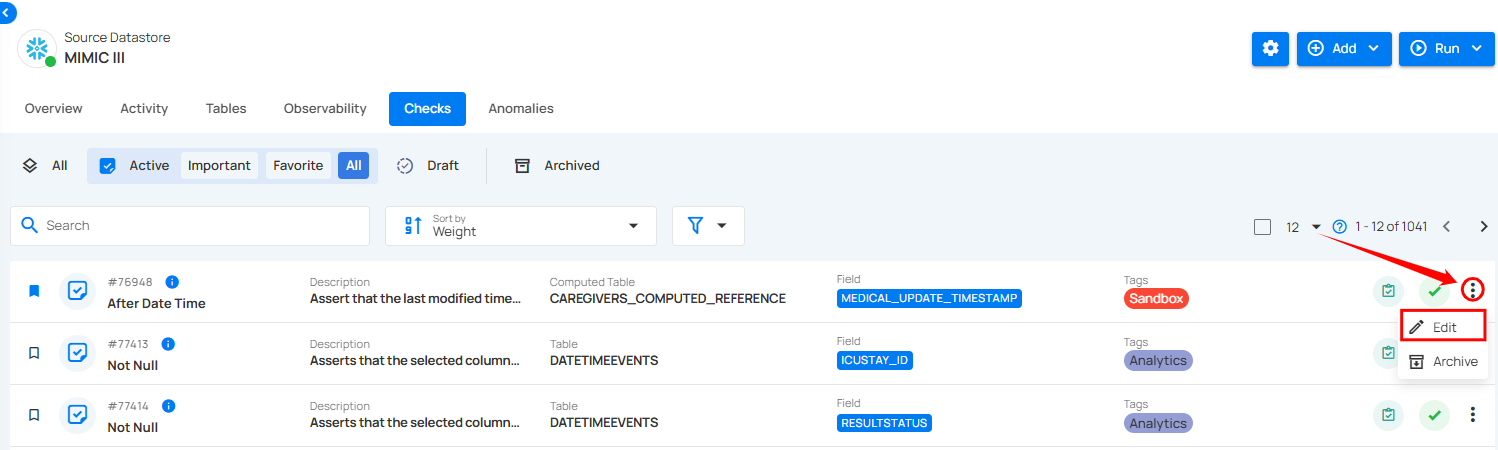 Source Datastore
MIMIC III
Add
Run
Overview Activity Tables Observability Checks Anomalies
All Active Important Favorite All Draft Archived
Search
Sort by
Weight
12 1 - 12 of 1041
#76948
After Date Time
Description
Assert that the last modified time...
Computed Table
CAREGIVERS_COMPUTED_REFERENCE
Field
MEDICAL_UPDATE_TIMESTAMP
Tags
Sandbox
Edit
Archive
#77413
Not Null
Description
Asserts that the selected column...
Table
DATETIMEEVENTS
Field
ICUSTAY_ID
Tags
Analytics
#77414
Not Null
Description
Asserts that the selected column...
Table
DATETIMEEVENTS
Field
RESULTSTATUS
Tags
Analytics